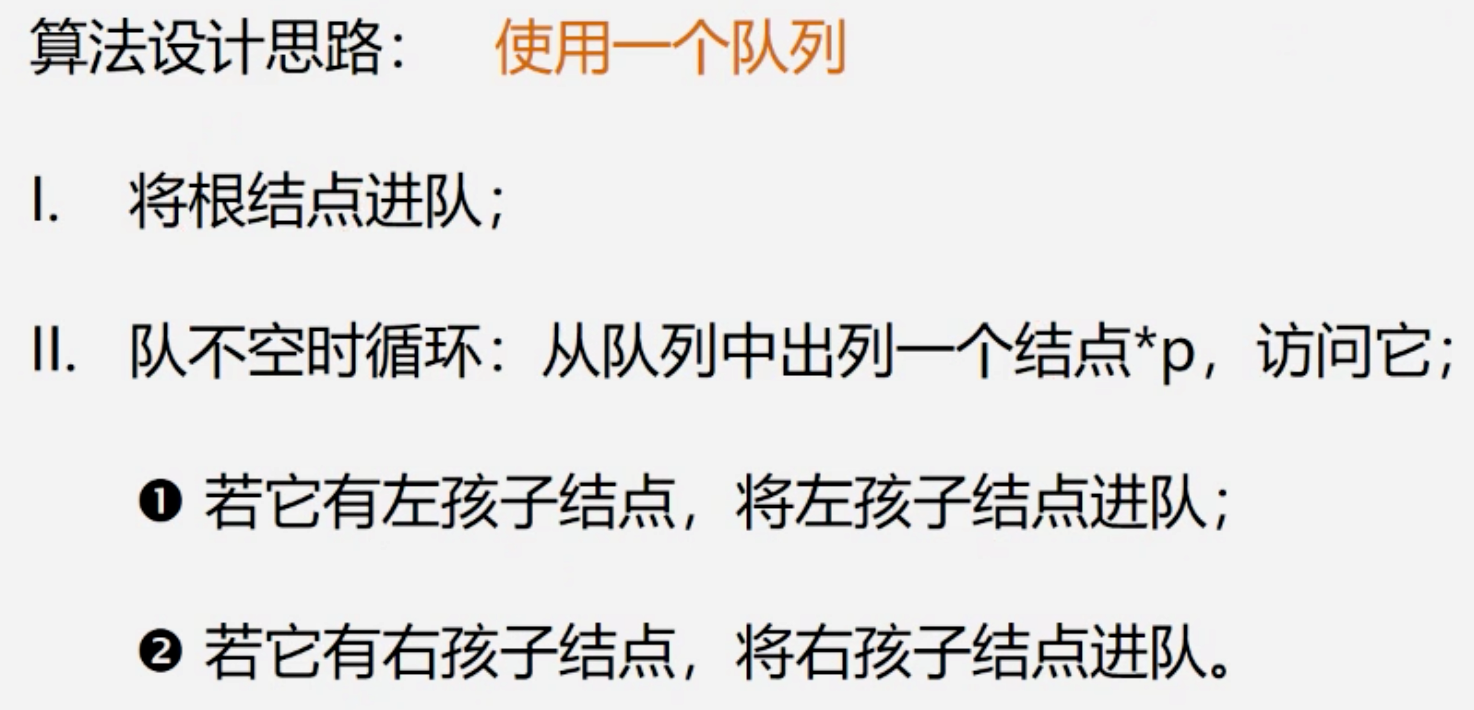 算法设计思路： 使用一个队列
I. 将根结点进队；
II. 队不空时循环：从队列中出列一个结点*p，访问它；
❶ 若它有左孩子结点，将左孩子结点进队；
❷ 若它有右孩子结点，将右孩子结点进队。